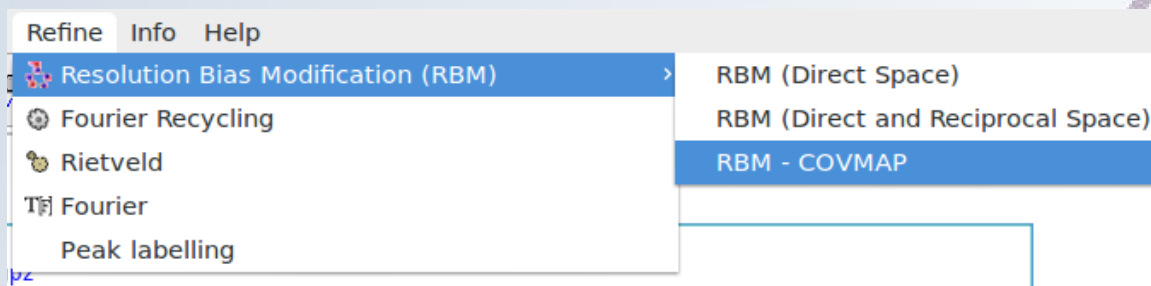 Refine Info Help
Resolution Bias Modification (RBM) › RBM (Direct Space)
Fourier Recycling RBM (Direct and Reciprocal Space)
Rietveld RBM - COVMAP
Fourier
Peak labelling